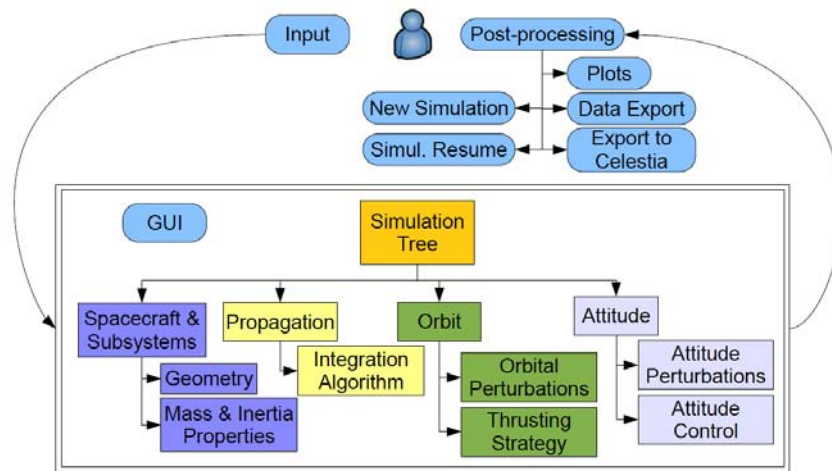 Input
Post-processing
Plots
New Simulation
Data Export
Simul. Resume
Export to
Celestia
GUI
Simulation
Tree
Spacecraft &
Subsystems
Geometry
Mass & Inertia
Properties
Propagation
Integration
Algorithm
Orbit
Orbital
Perturbations
Thrusting
Strategy
Attitude
Attitude
Perturbations
Attitude
Control